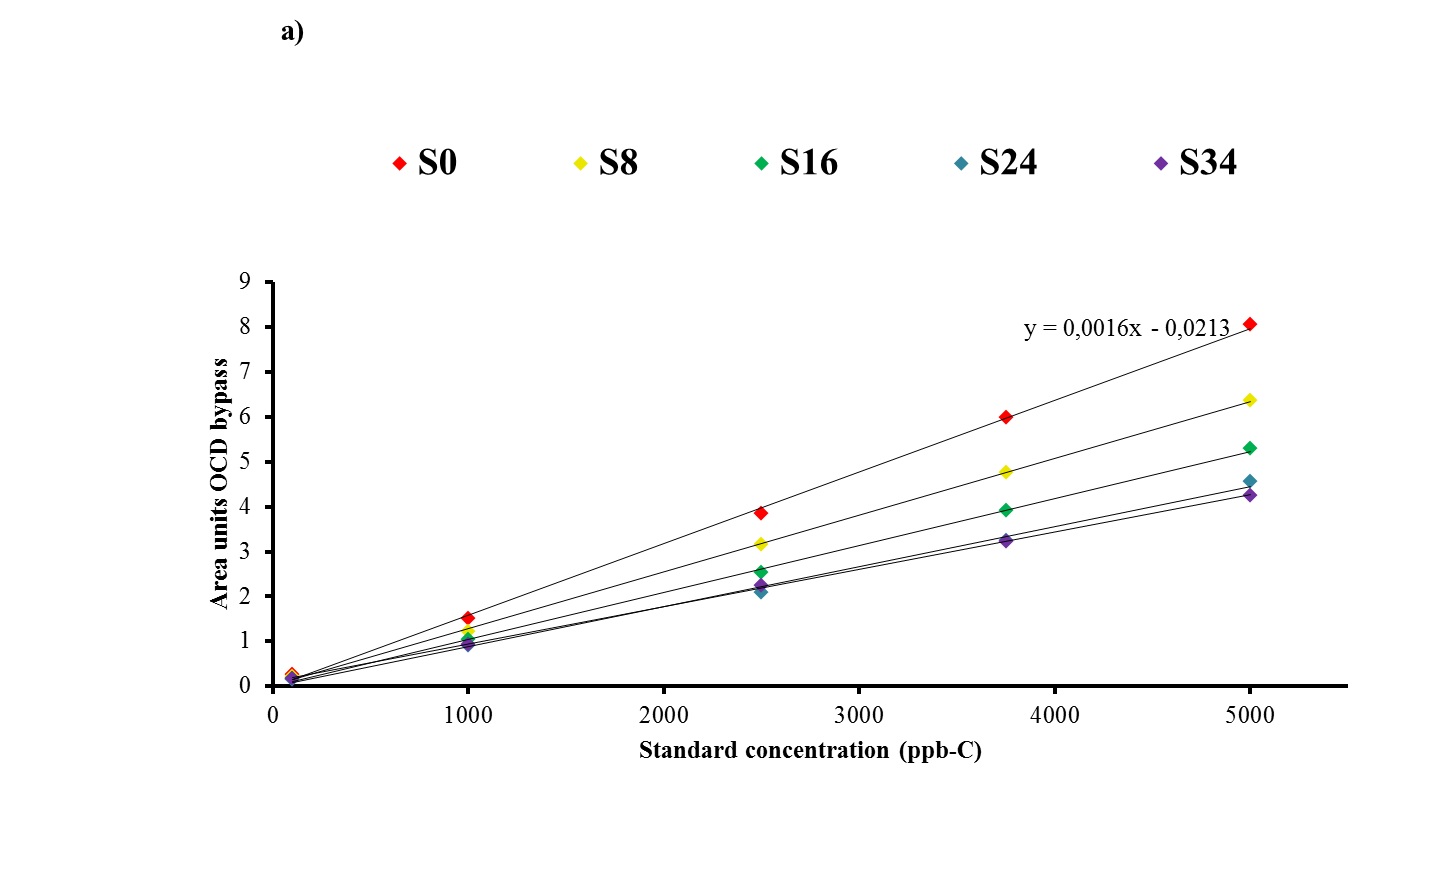 a)
S0 S8 S16 S24 S34
9
8
7
6
5
4
3
2
1
0
y = 0,0016x - 0,0213
Area units OCD bypass
0 1000 2000 3000 4000 5000
Standard concentration (ppb-C)